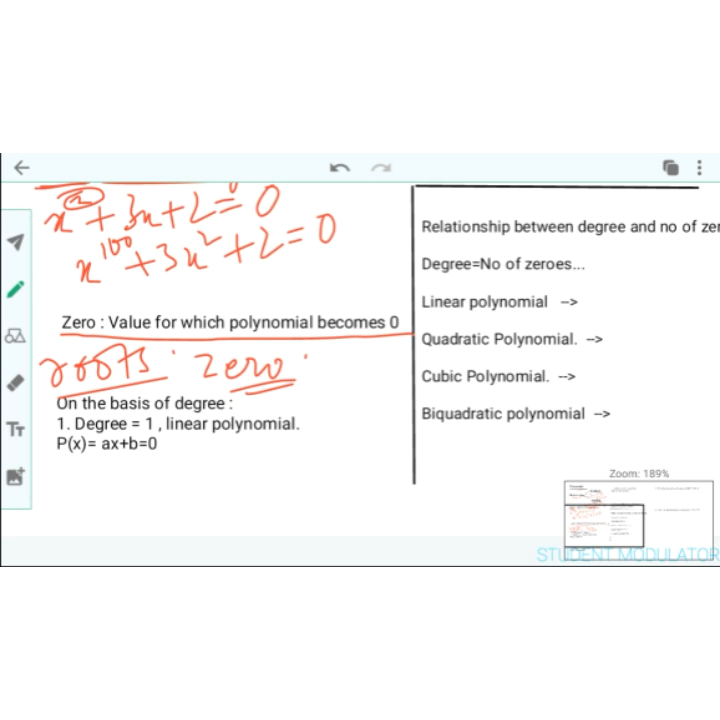 x² + 3x + 2 = 0
x¹⁰⁰ + 3x² + 2 = 0
Zero : Value for which polynomial becomes 0
roots . Zero .
On the basis of degree :
1. Degree = 1 , linear polynomial.
P(x)= ax+b=0
Relationship between degree and no of zer
Degree=No of zeroes...
Linear polynomial -->
Quadratic Polynomial. -->
Cubic Polynomial. -->
Biquadratic polynomial -->
Tт
Zoom: 189%
STUDENT MODULATOR